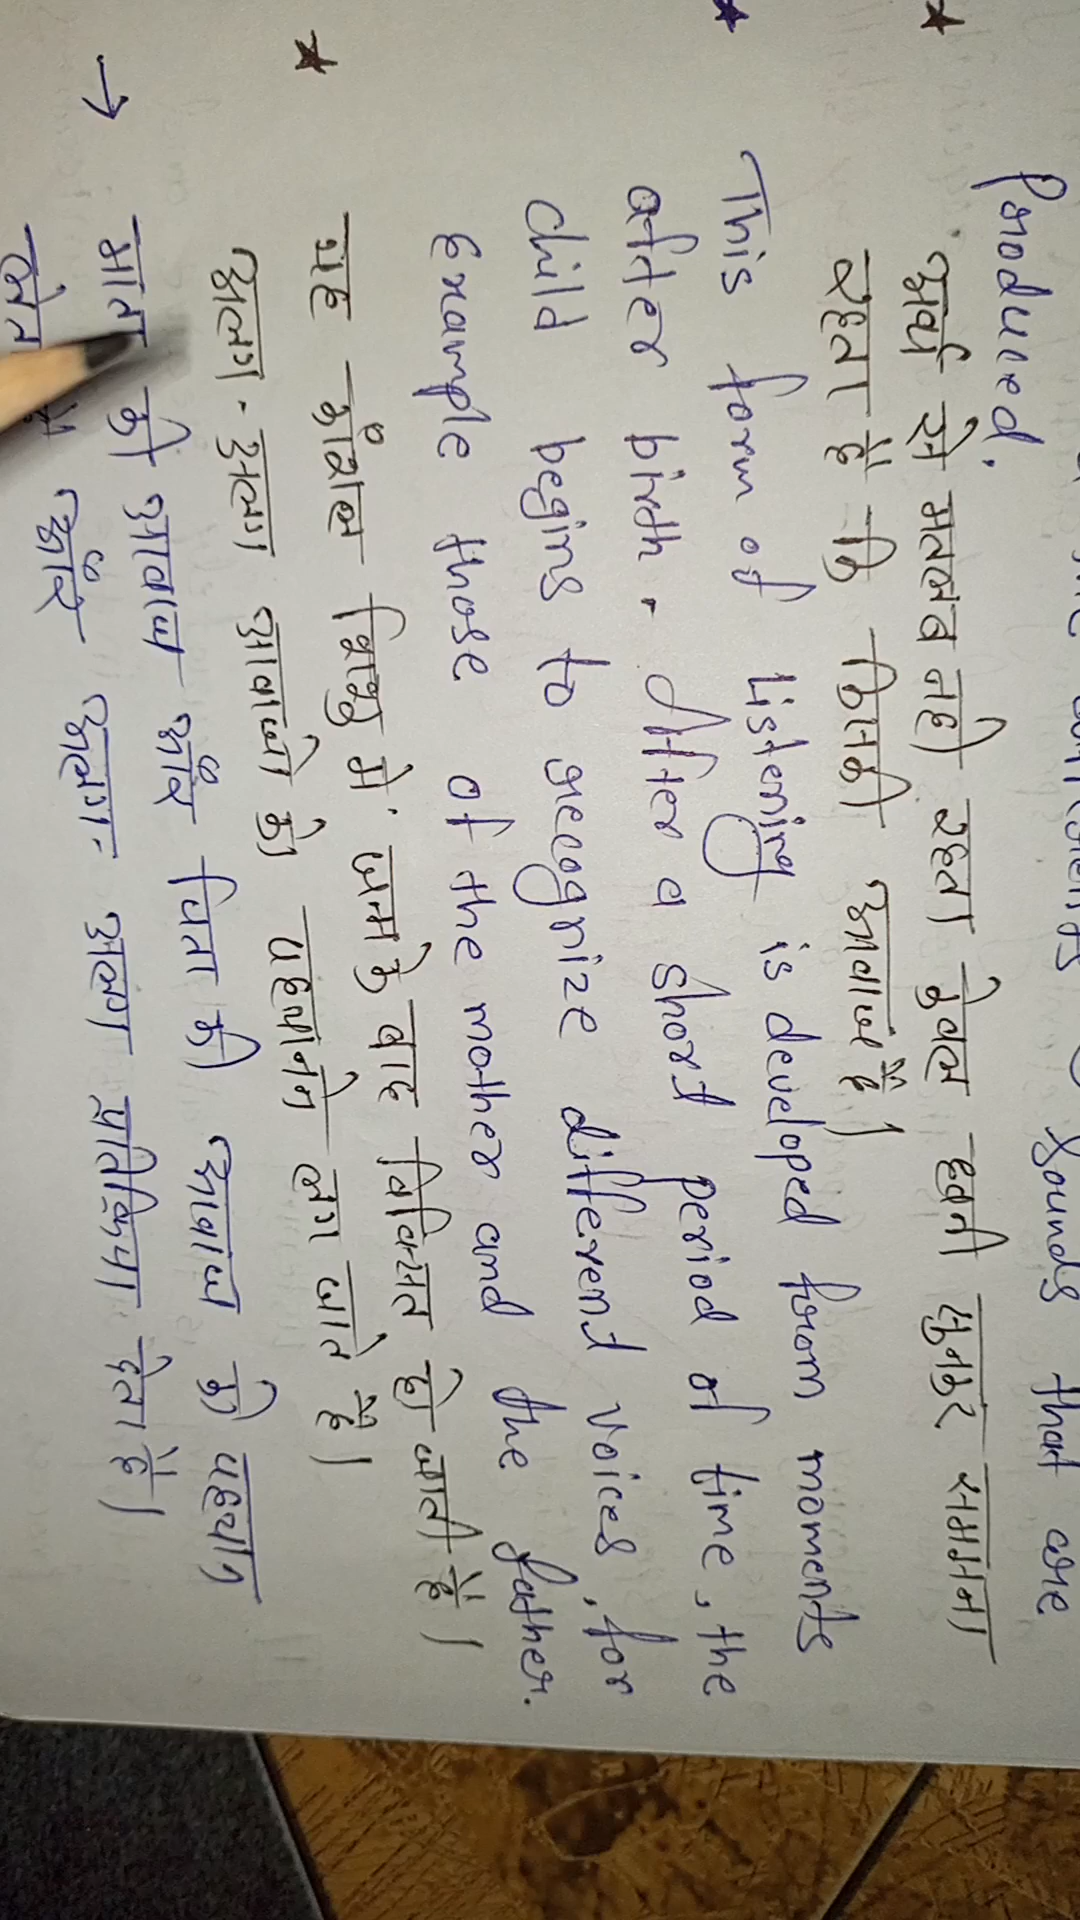 sounds that are
produced.
★ अर्थ से मतलब नही रहता केवल ध्वनी सुनकर समझना
रहता हैं कि किसकी आवाज हैं।
★ This form of listening is developed from moments
after birth. After a short period of time, the
child begins to recognize different voices, for
example those of the mother and the father.
★ यह कौशल शिशु में जन्म के बाद विकसित हो जाती हैं।
अलग-अलग आवाजो को पहचानने लग जाते हैं।
→ माता की आवाज और पिता की आवाज को पहचान
और अलग-अलग प्रतिक्रिया देता हैं।